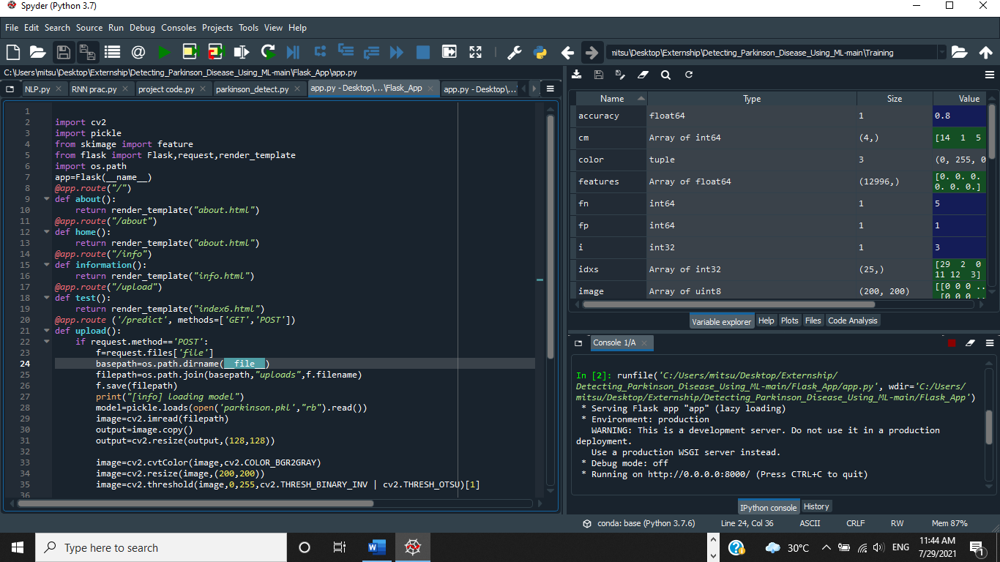 Spyder (Python 3.7)
File Edit Search Source Run Debug Consoles Projects Tools View Help
mitsu\Desktop\Externship\Detecting_Parkinson_Disease_Using_ML-main\Training
C:\Users\mitsu\Desktop\Externship\Detecting_Parkinson_Disease_Using_ML-main\Flask_App\app.py
NLP.py RNN prac.py project code.py parkinson_detect.py app.py - Desktop\...\Flask_App app.py - Desktop\...
1
2 import cv2
3 import pickle
4 from skimage import feature
5 from flask import Flask,request,render_template
6 import os.path
7 app=Flask(__name__)
8 @app.route("/")
9 def about():
10 return render_template("about.html")
11 @app.route("/about")
12 def home():
13 return render_template("about.html")
14 @app.route("/info")
15 def information():
16 return render_template("info.html")
17 @app.route("/upload")
18 def test():
19 return render_template("index6.html")
20 @app.route ('/predict', methods=['GET','POST'])
21 def upload():
22 if request.method=='POST':
23 f=request.files['file']
24 basepath=os.path.dirname(__file__)
25 filepath=os.path.join(basepath,"uploads",f.filename)
26 f.save(filepath)
27 print("[info] loading model")
28 model=pickle.loads(open('parkinson.pkl',"rb").read())
29 image=cv2.imread(filepath)
30 output=image.copy()
31 output=cv2.resize(output,(128,128))
32
33 image=cv2.cvtColor(image,cv2.COLOR_BGR2GRAY)
34 image=cv2.resize(image,(200,200))
35 image=cv2.threshold(image,0,255,cv2.THRESH_BINARY_INV | cv2.THRESH_OTSU)[1]
36
Name Type Size Value
accuracy float64 1 0.8
cm Array of int64 (4,) [14 1 5
color tuple 3 (0, 255, 0
features Array of float64 (12996,) [0. 0. 0.
0. 0. 0.]
fn int64 1 5
fp int64 1 1
i int32 1 3
idxs Array of int32 (25,) [29 2 0
11 12 3]
image Array of uint8 (200, 200) [[0 0 0 ...
[0 0 0 ..
Variable explorer Help Plots Files Code Analysis
Console 1/A
In [2]: runfile('C:/Users/mitsu/Desktop/Externship/
Detecting_Parkinson_Disease_Using_ML-main/Flask_App/app.py', wdir='C:/Users/
mitsu/Desktop/Externship/Detecting_Parkinson_Disease_Using_ML-main/Flask_App')
* Serving Flask app "app" (lazy loading)
* Environment: production
WARNING: This is a development server. Do not use it in a production
deployment.
Use a production WSGI server instead.
* Debug mode: off
* Running on http://0.0.0.0:8000/ (Press CTRL+C to quit)
IPython console History
conda: base (Python 3.7.6) Line 24, Col 36 ASCII CRLF RW Mem 87%
Type here to search
30°C ENG
11:44 AM
7/29/2021
1